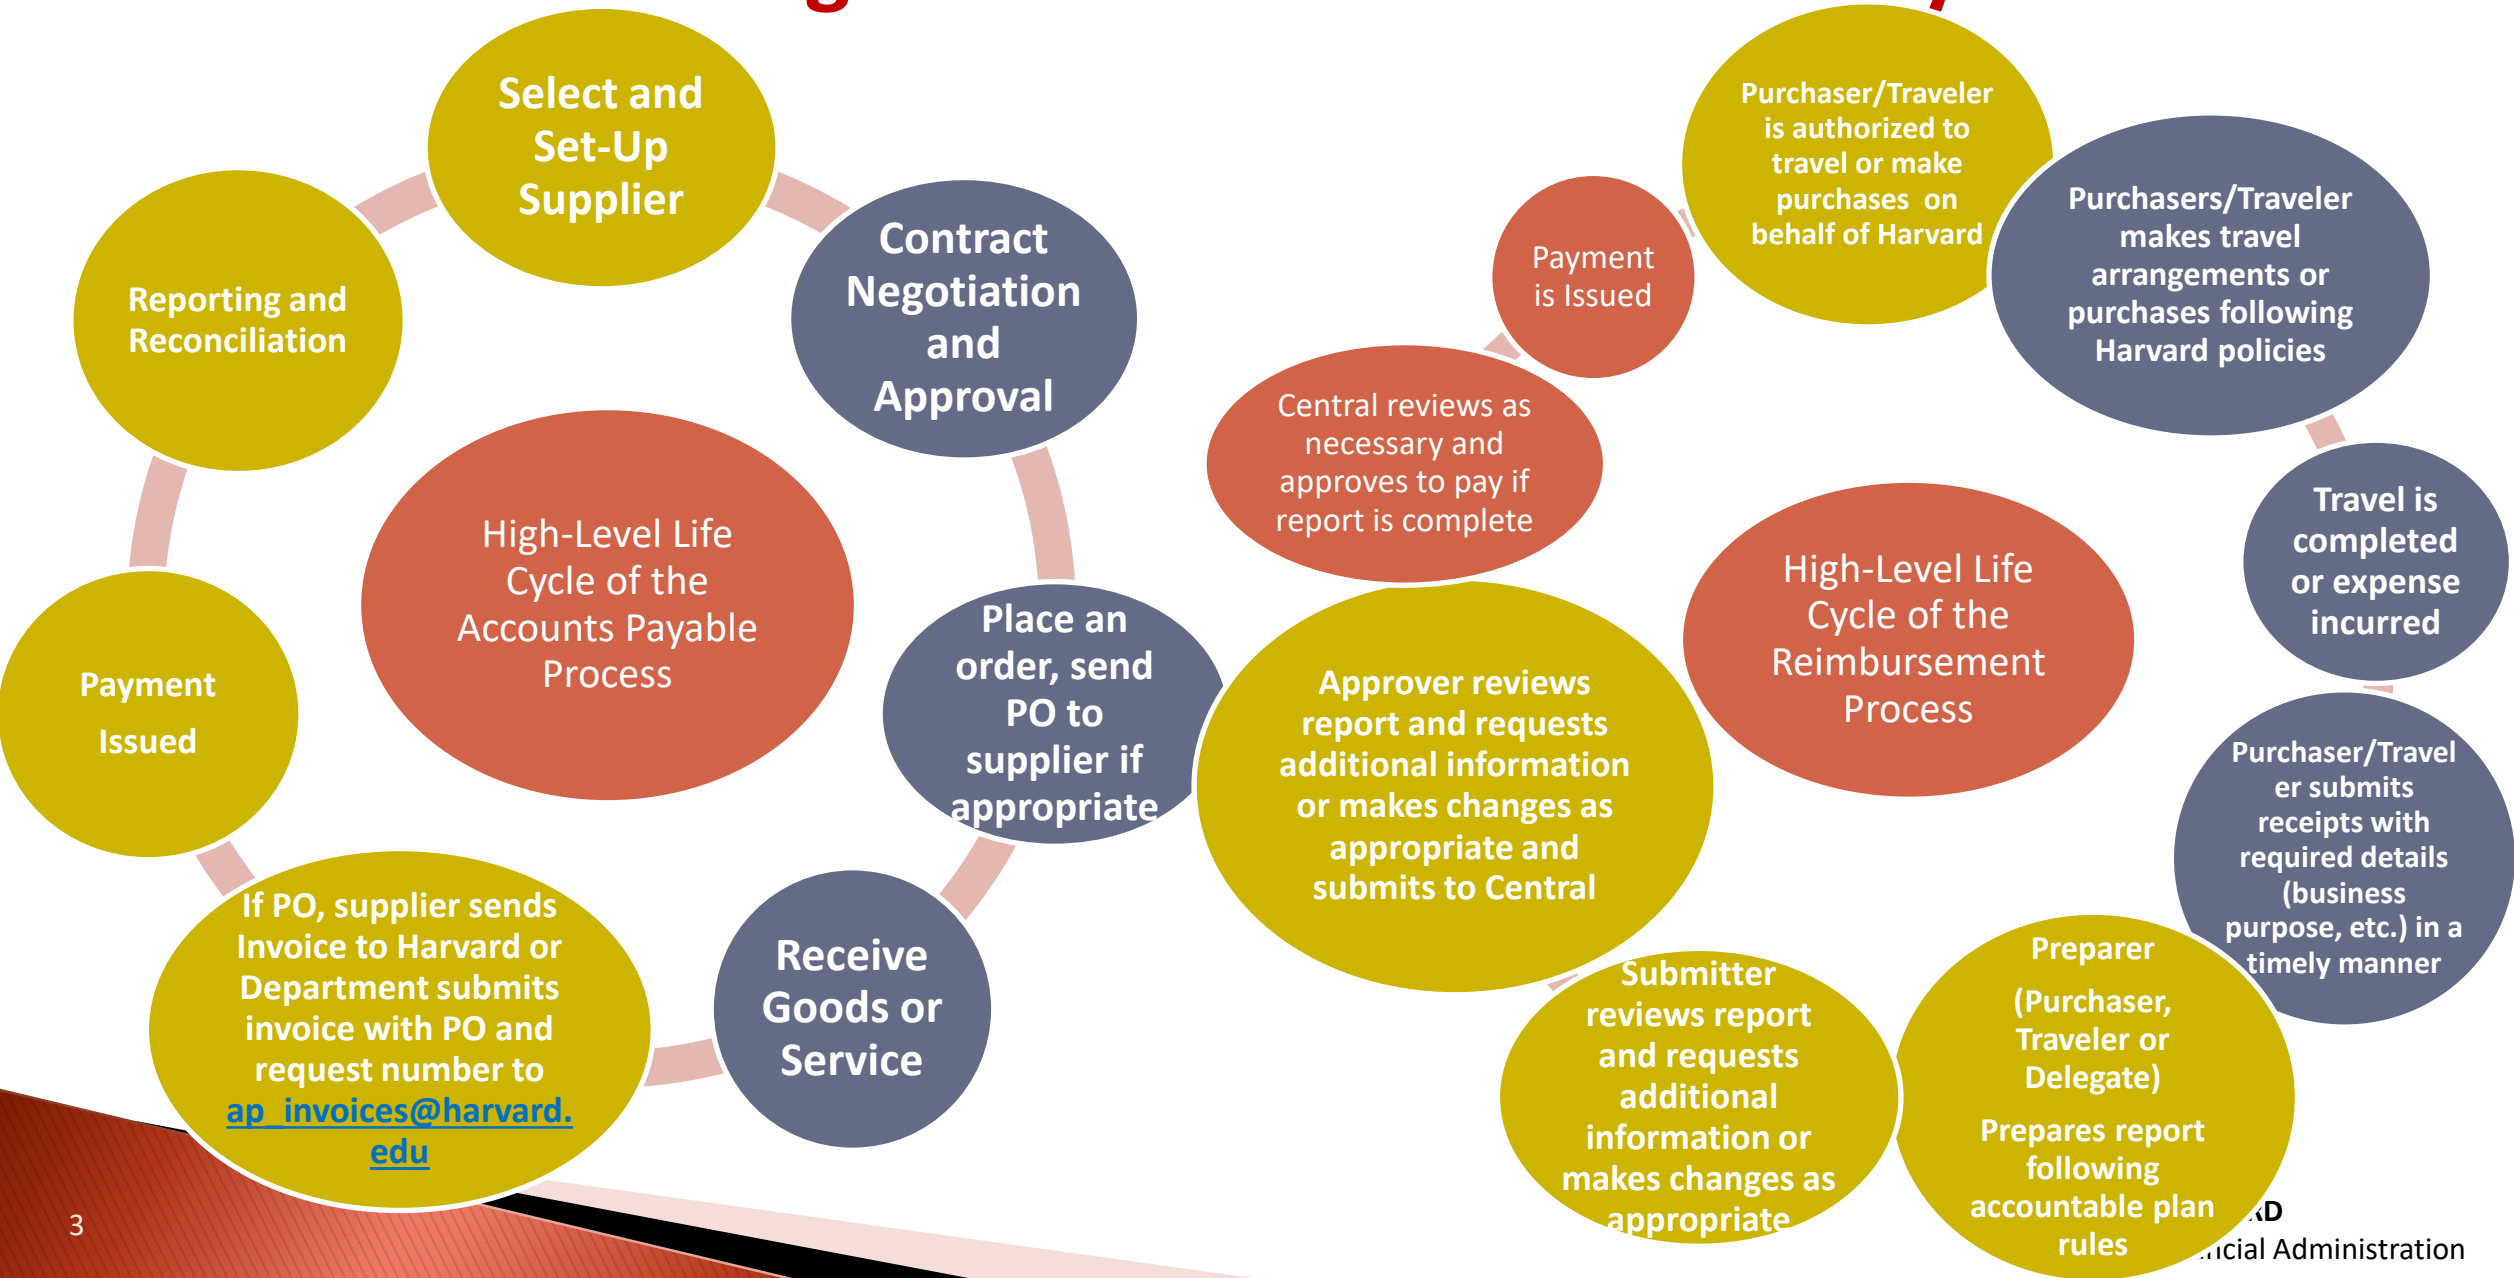 Select and
Set-Up
Supplier
Contract
Negotiation
and
Approval
Place an
order, send
PO to
supplier if
appropriate
Receive
Goods or
Service
If PO, supplier sends
Invoice to Harvard or
Department submits
invoice with PO and
request number to
ap_invoices@harvard.
edu
Payment
Issued
Reporting and
Reconciliation
High-Level Life
Cycle of the
Accounts Payable
Process
Purchaser/Traveler
is authorized to
travel or make
purchases on
behalf of Harvard
Purchasers/Traveler
makes travel
arrangements or
purchases following
Harvard policies
Travel is
completed
or expense
incurred
Purchaser/Travel
er submits
receipts with
required details
(business
purpose, etc.) in a
timely manner
Preparer
(Purchaser,
Traveler or
Delegate)
Prepares report
following
accountable plan
rules
Submitter
reviews report
and requests
additional
information or
makes changes as
appropriate
Approver reviews
report and requests
additional information
or makes changes as
appropriate and
submits to Central
Central reviews as
necessary and
approves to pay if
report is complete
Payment
is Issued
High-Level Life
Cycle of the
Reimbursement
Process
3
Administration